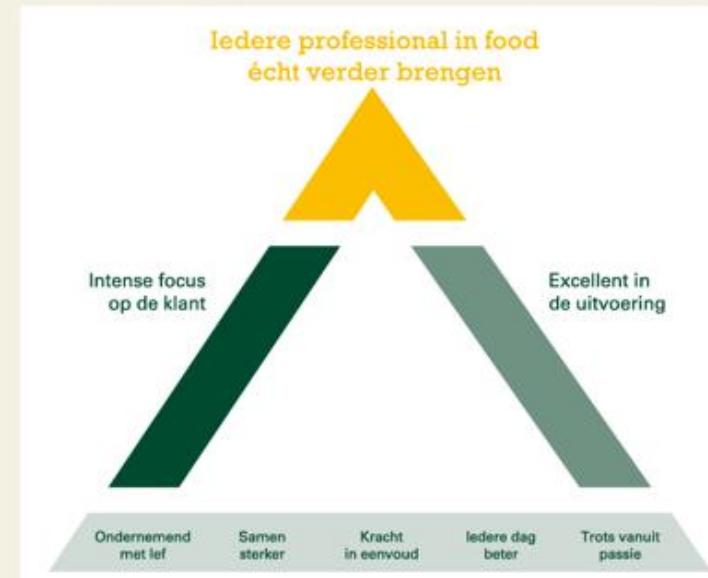 Iedere professional in food
écht verder brengen
Intense focus
op de klant
Excellent in
de uitvoering
Ondernemend
met lef
Samen
sterker
Kracht
in eenvoud
Iedere dag
beter
Trots vanuit
passie